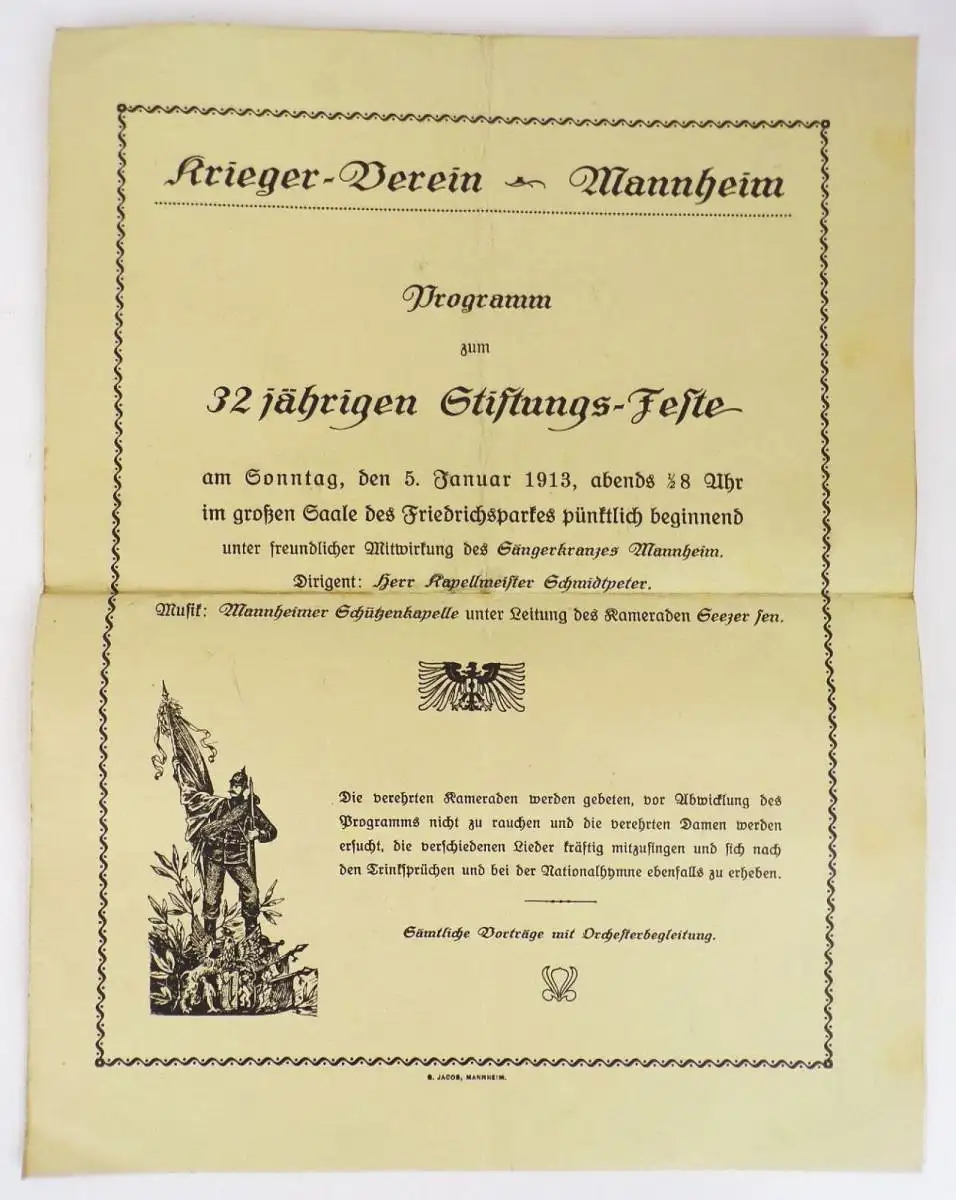 Krieger-Verein Mannheim
Programm
zum
32 jährigen Stiftungs-Feste
am Sonntag, den 5. Januar 1913, abends ½8 Uhr
im großen Saale des Friedrichsparkes pünktlich beginnend
unter freundlicher Mitwirkung des Sängerkranzes Mannheim.
Dirigent: Herr Kapellmeister Schmidtpeter.
Musik: Mannheimer Schützenkapelle unter Leitung des Kameraden Seezer sen.
Die verehrten Kameraden werden gebeten, vor Abwicklung des
Programms nicht zu rauchen und die verehrten Damen werden
ersucht, die verschiedenen Lieder kräftig mitzusingen und sich nach
den Trinksprüchen und bei der Nationalhymne ebenfalls zu erheben.
Sämtliche Vorträge mit Orchesterbegleitung.
S. JACOB, MANNHEIM.